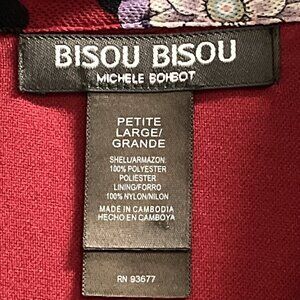 BISOU BISOU
MICHELE BOHBOT
PETITE
LARGE/
GRANDE
SHELL/ARMAZON:
100% POLYESTER
POLIESTER
LINING/FORRO
100% NYLON/NILON
MADE IN CAMBODIA
HECHO EN CAMBOYA
RN 93677